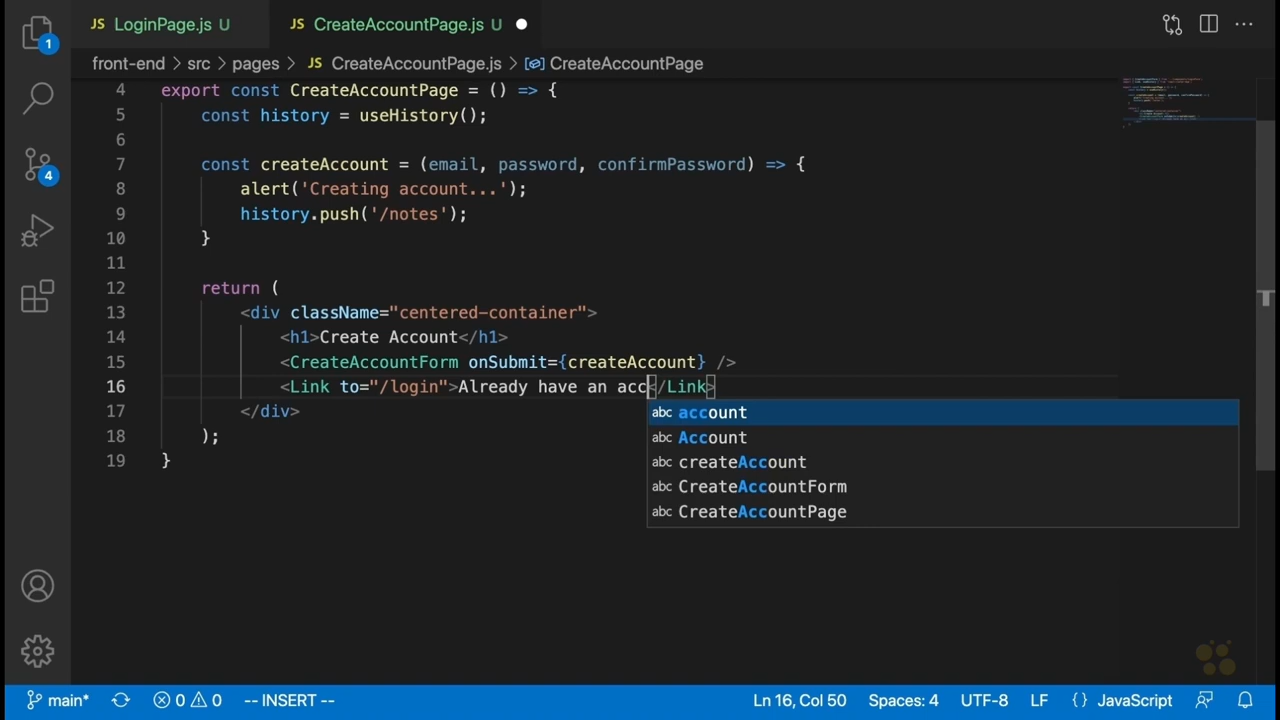 JS LoginPage.js U JS CreateAccountPage.js U
front-end > src > pages > JS CreateAccountPage.js > CreateAccountPage
1
4
4 export const CreateAccountPage = () => {
5 const history = useHistory();
6
7 const createAccount = (email, password, confirmPassword) => {
8 alert('Creating account...');
9 history.push('/notes');
10 }
11
12 return (
13 <div className="centered-container">
14 <h1>Create Account</h1>
15 <CreateAccountForm onSubmit={createAccount} />
16 <Link to="/login">Already have an acc</Link>
17 </div>
18 );
19 }
abc account
abc Account
abc createAccount
abc CreateAccountForm
abc CreateAccountPage
main* 0 0 -- INSERT -- Ln 16, Col 50 Spaces: 4 UTF-8 LF {} JavaScript